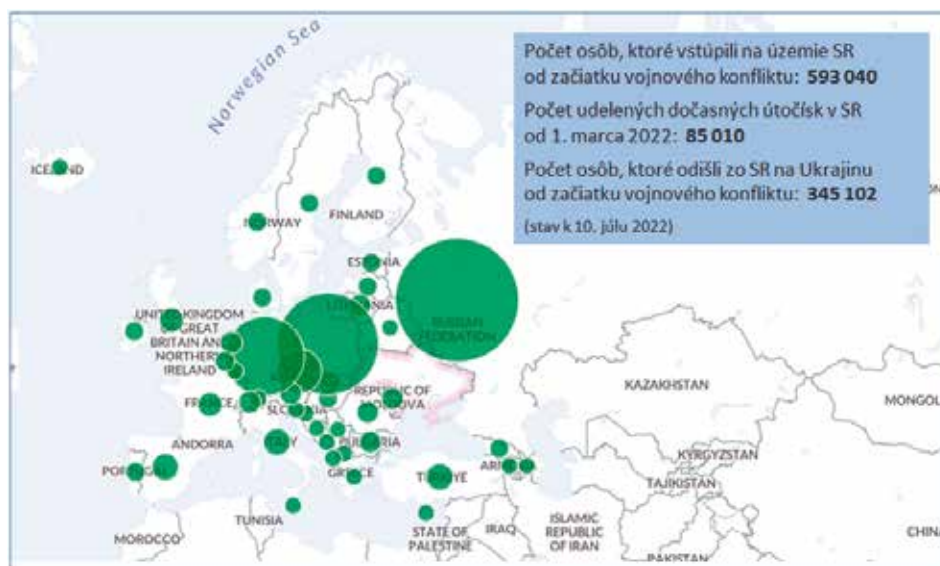 Norwegian Sea
Počet osôb, ktoré vstúpili na územie SR
od začiatku vojnového konfliktu: 593 040
Počet udelených dočasných útočísk v SR
od 1. marca 2022: 85 010
Počet osôb, ktoré odišli zo SR na Ukrajinu
od začiatku vojnového konfliktu: 345 102
(stav k 10. júlu 2022)
ICELAND
NORWAY
FINLAND
ESTONIA
LITHUANIA
RUSSIAN
FEDERATION
UNITED KINGDOM
OF GREAT
BRITAIN AND
NORTHERN
IRELAND
REPUBLIC OF
MOLDOVA
FRANCE
KAZAKHSTAN
MONGOL
ANDORRA
ITALY
BULGARIA
KYRGYZSTAN
PORTUGAL
GREECE
TÜRKIYE
TAJIKISTAN
TUNISIA
STATE OF
PALESTINE
IRAQ
ISLAMIC
REPUBLIC
OF IRAN
CHINA
MOROCCO
PAKISTAN